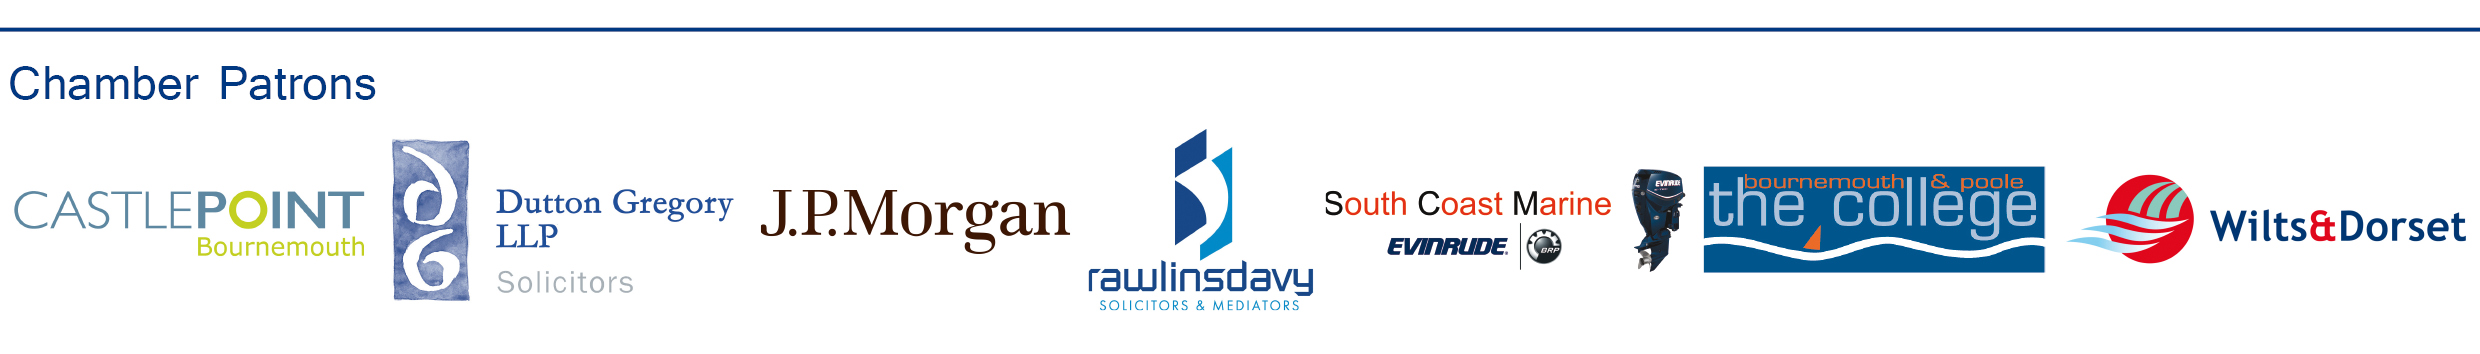 Chamber Patrons
CASTLEPOINT
Bournemouth
Dutton Gregory
LLP
Solicitors
J.P.Morgan
rawlinsdavy
SOLICITORS & MEDIATORS
South Coast Marine
EVINRUDE
BRP
EVINRUDE
bournemouth & poole
the college
Wilts&Dorset